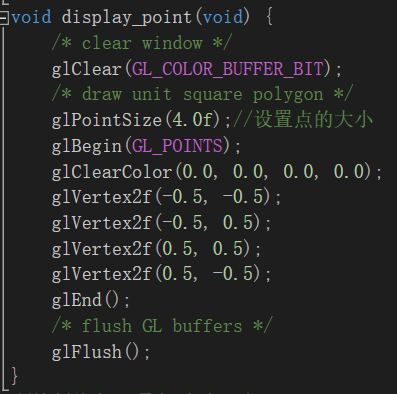 void display_point(void) {
/* clear window */
glClear(GL_COLOR_BUFFER_BIT);
/* draw unit square polygon */
glPointSize(4.0f);//设置点的大小
glBegin(GL_POINTS);
glClearColor(0.0, 0.0, 0.0, 0.0);
glVertex2f(-0.5, -0.5);
glVertex2f(-0.5, 0.5);
glVertex2f(0.5, 0.5);
glVertex2f(0.5, -0.5);
glEnd();
/* flush GL buffers */
glFlush();
}